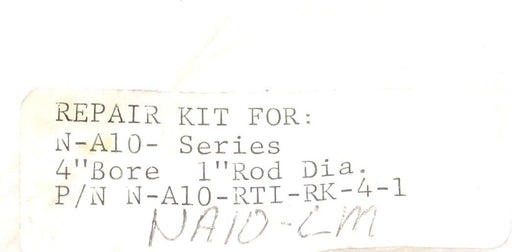 REPAIR KIT FOR:
N-A10- Series
4"Bore 1"Rod Dia.
P/N N-A10-RTI-RK-4-1
NA10-LM